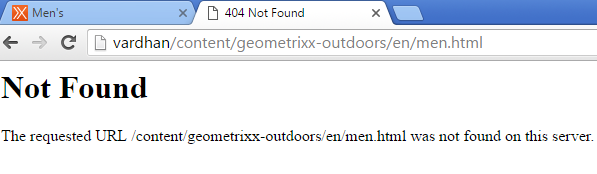 Men's
404 Not Found
vardhan/content/geometrixx-outdoors/en/men.html
Not Found
The requested URL /content/geometrixx-outdoors/en/men.html was not found on this server.